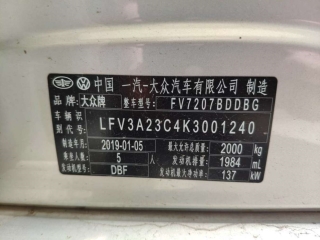 中国 一汽-大众汽车有限公司 制造
品牌: 大众牌 整车型号: FV7207BDDBG
车辆识别代号: LFV3A23C4K3001240
制造年月 2019-01-05 最大允许总质量 2000 kg
乘坐人数 5 人 发动机排量 1984 mL
发动机型号 DBF 发动机最大净功率 137 kW